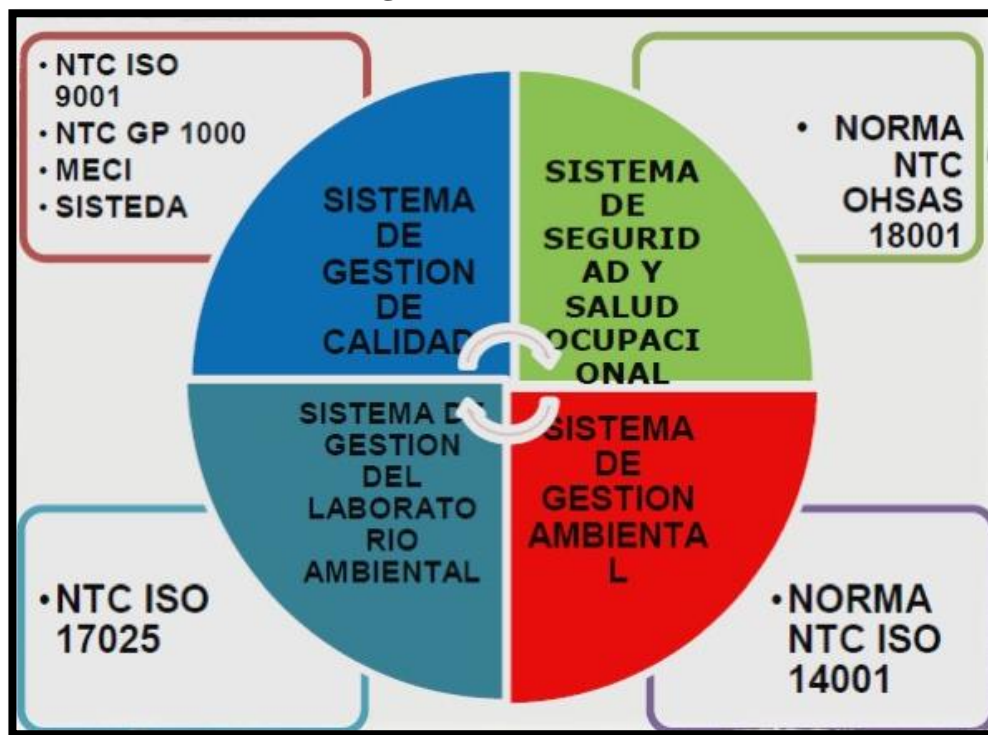 • NTC ISO
9001
• NTC GP 1000
• MECI
• SISTEDA
• NORMA
NTC
OHSAS
18001
SISTEMA
DE
GESTION
DE
CALIDAD
SISTEMA
DE
SEGURID
AD Y
SALUD
OCUPACI
ONAL
SISTEMA DE
GESTION
DEL
LABORATO
RIO
AMBIENTAL
SISTEMA
DE
GESTION
AMBIENTA
L
• NTC ISO
17025
• NORMA
NTC ISO
14001